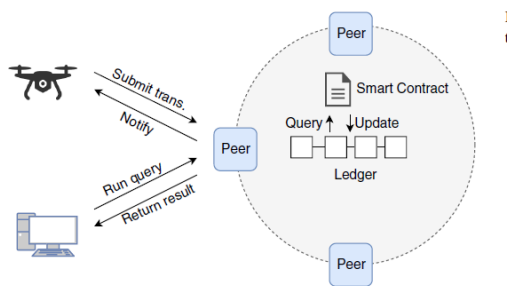 Peer
Submit trans.
Notify
Smart Contract
Query
Update
Peer
Run query
Return result
Ledger
Peer